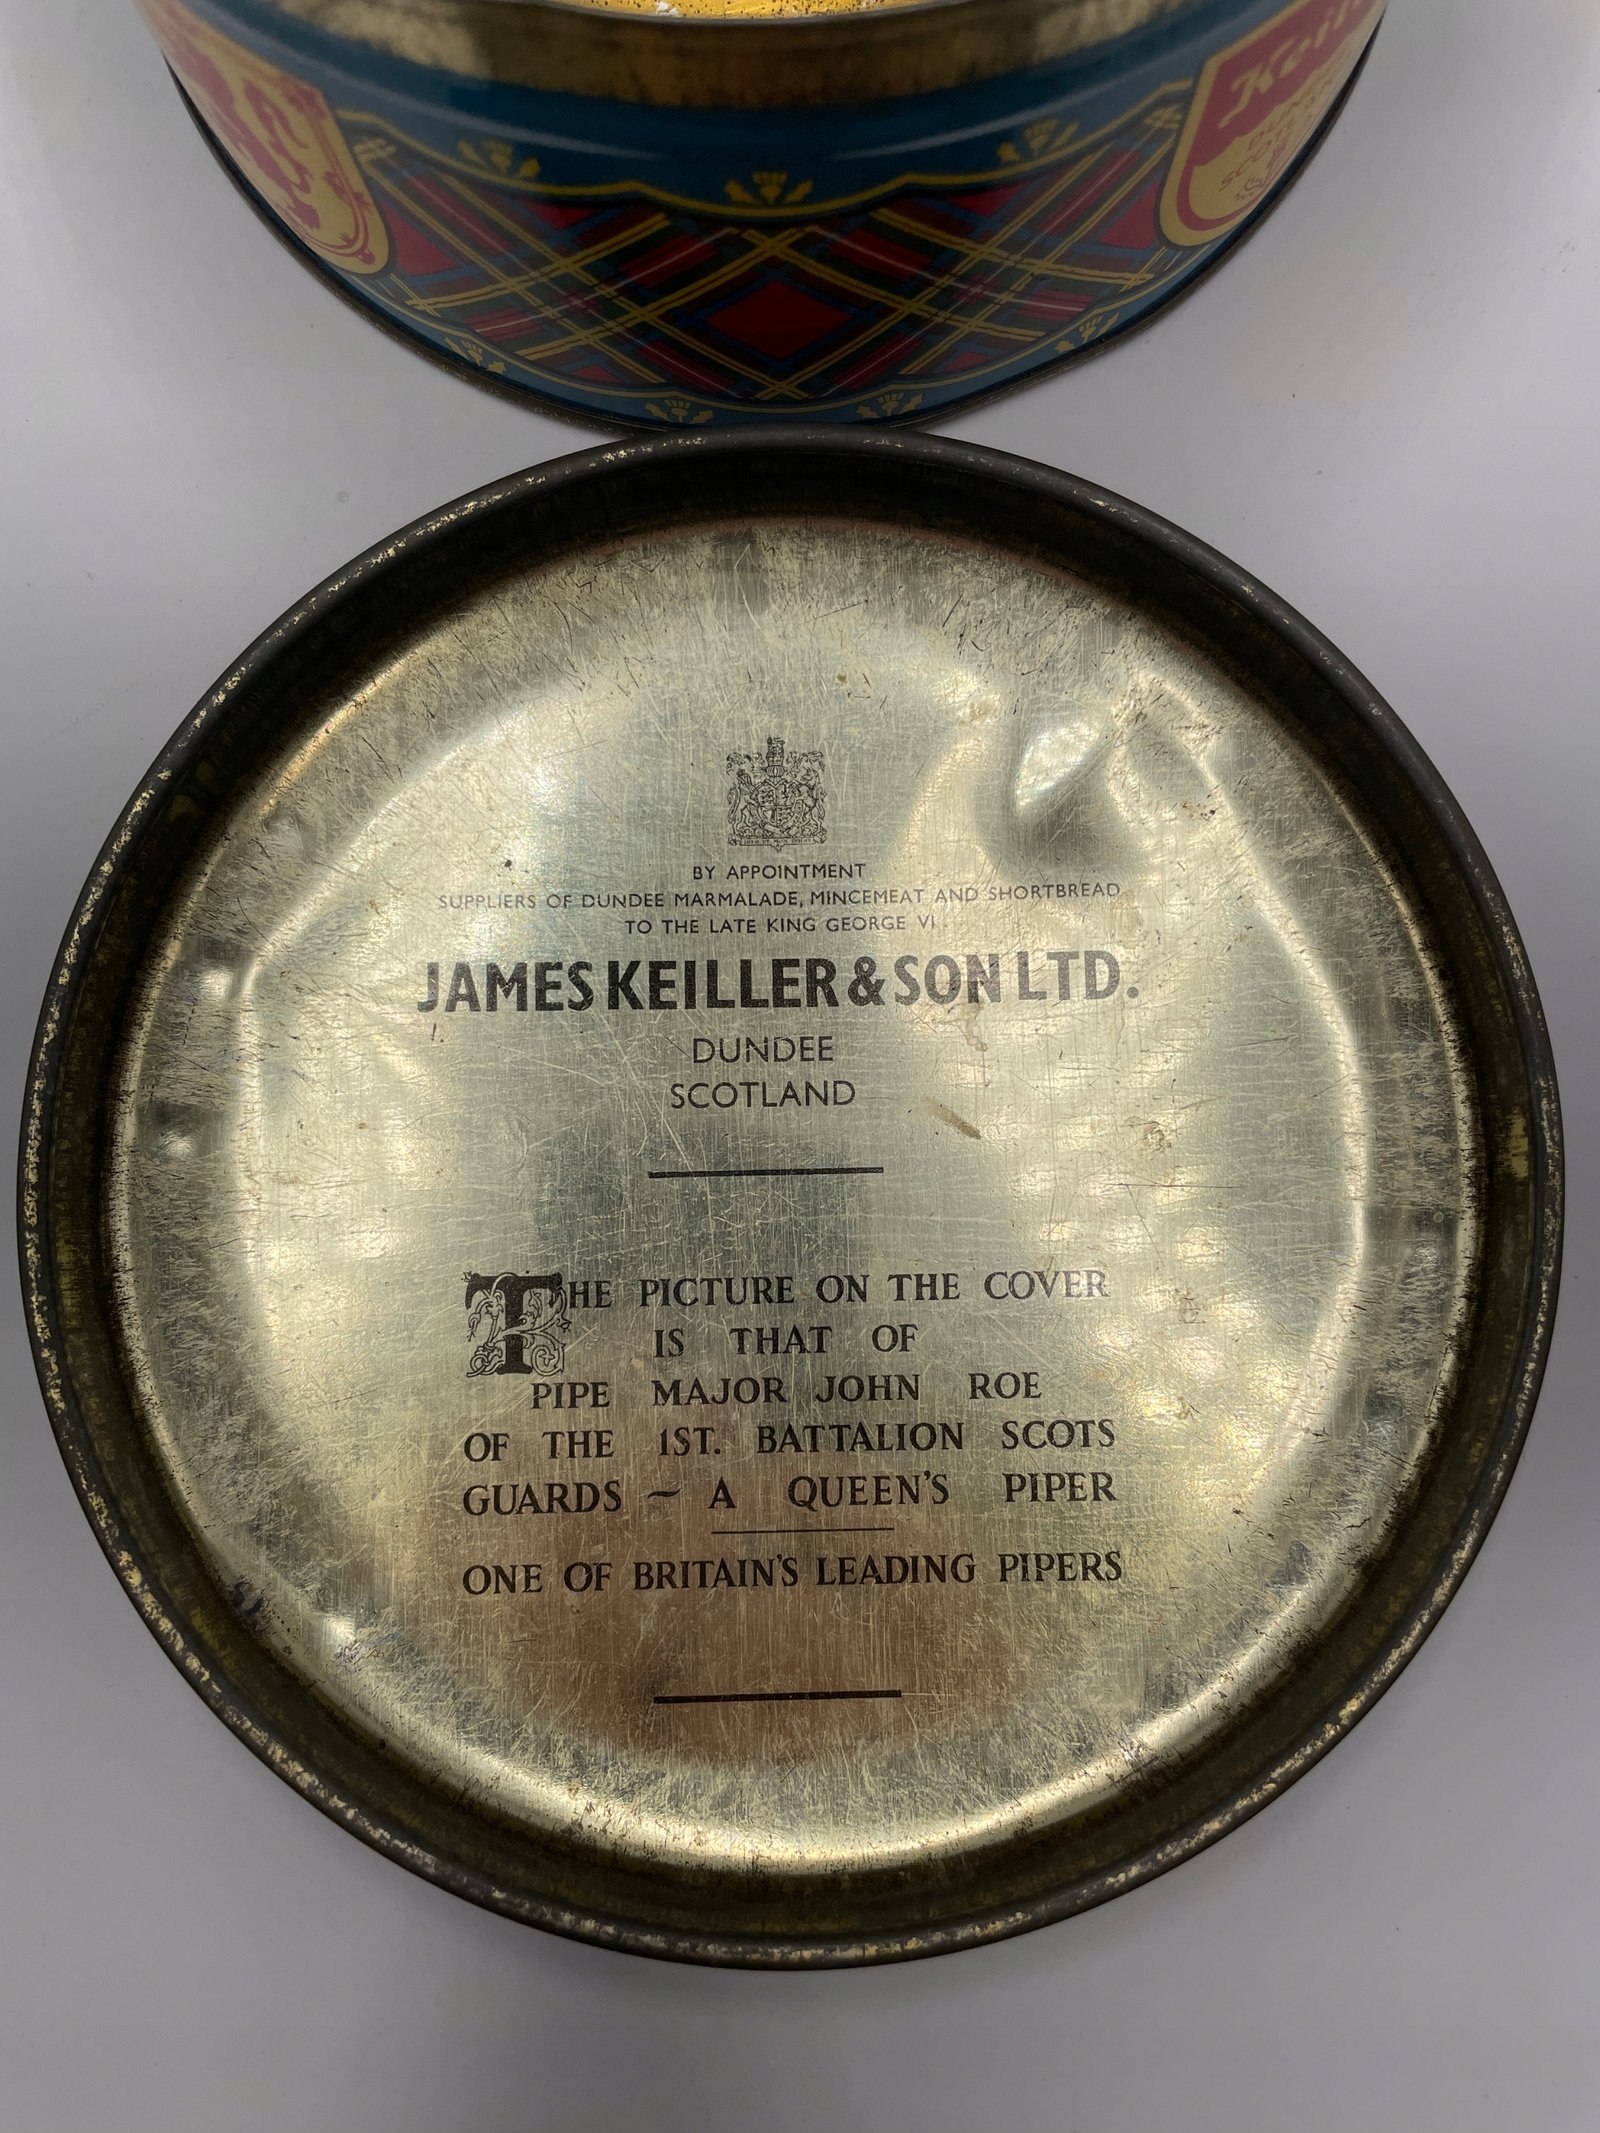 Keil
BY APPOINTMENT
SUPPLIERS OF DUNDEE MARMALADE, MINCEMEAT AND SHORTBREAD
TO THE LATE KING GEORGE VI
JAMES KEILLER & SON LTD.
DUNDEE
SCOTLAND
THE PICTURE ON THE COVER
IS THAT OF
PIPE MAJOR JOHN ROE
OF THE 1ST. BATTALION SCOTS
GUARDS ~ A QUEEN'S PIPER
ONE OF BRITAIN'S LEADING PIPERS